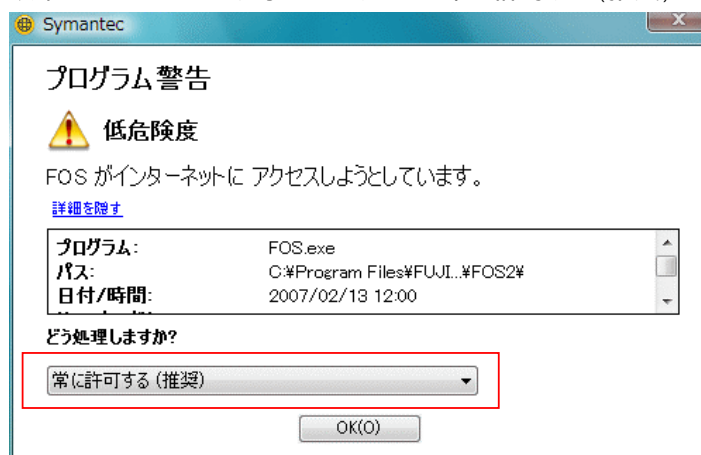 Symantec
プログラム警告
低危険度
FOS がインターネットに アクセスしようとしています。
詳細を隠す
プログラム: FOS.exe
パス: C:¥Program Files¥FUJI...¥FOS2¥
日付/時間: 2007/02/13 12:00
どう処理しますか?
常に許可する (推奨)
OK(O)